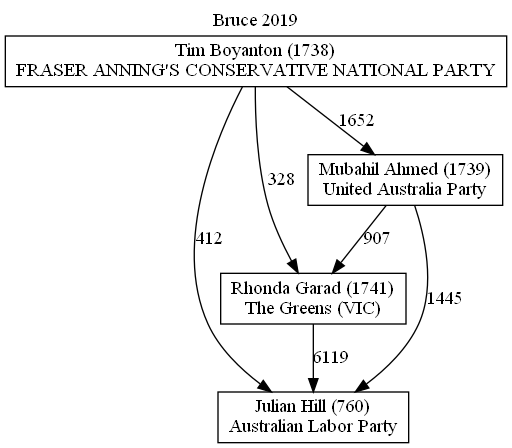 Bruce 2019
Tim Boyanton (1738)
FRASER ANNING'S CONSERVATIVE NATIONAL PARTY
1652
Mubahil Ahmed (1739)
United Australia Party
328
412
907
Rhonda Garad (1741)
The Greens (VIC)
1445
6119
Julian Hill (760)
Australian Labor Party